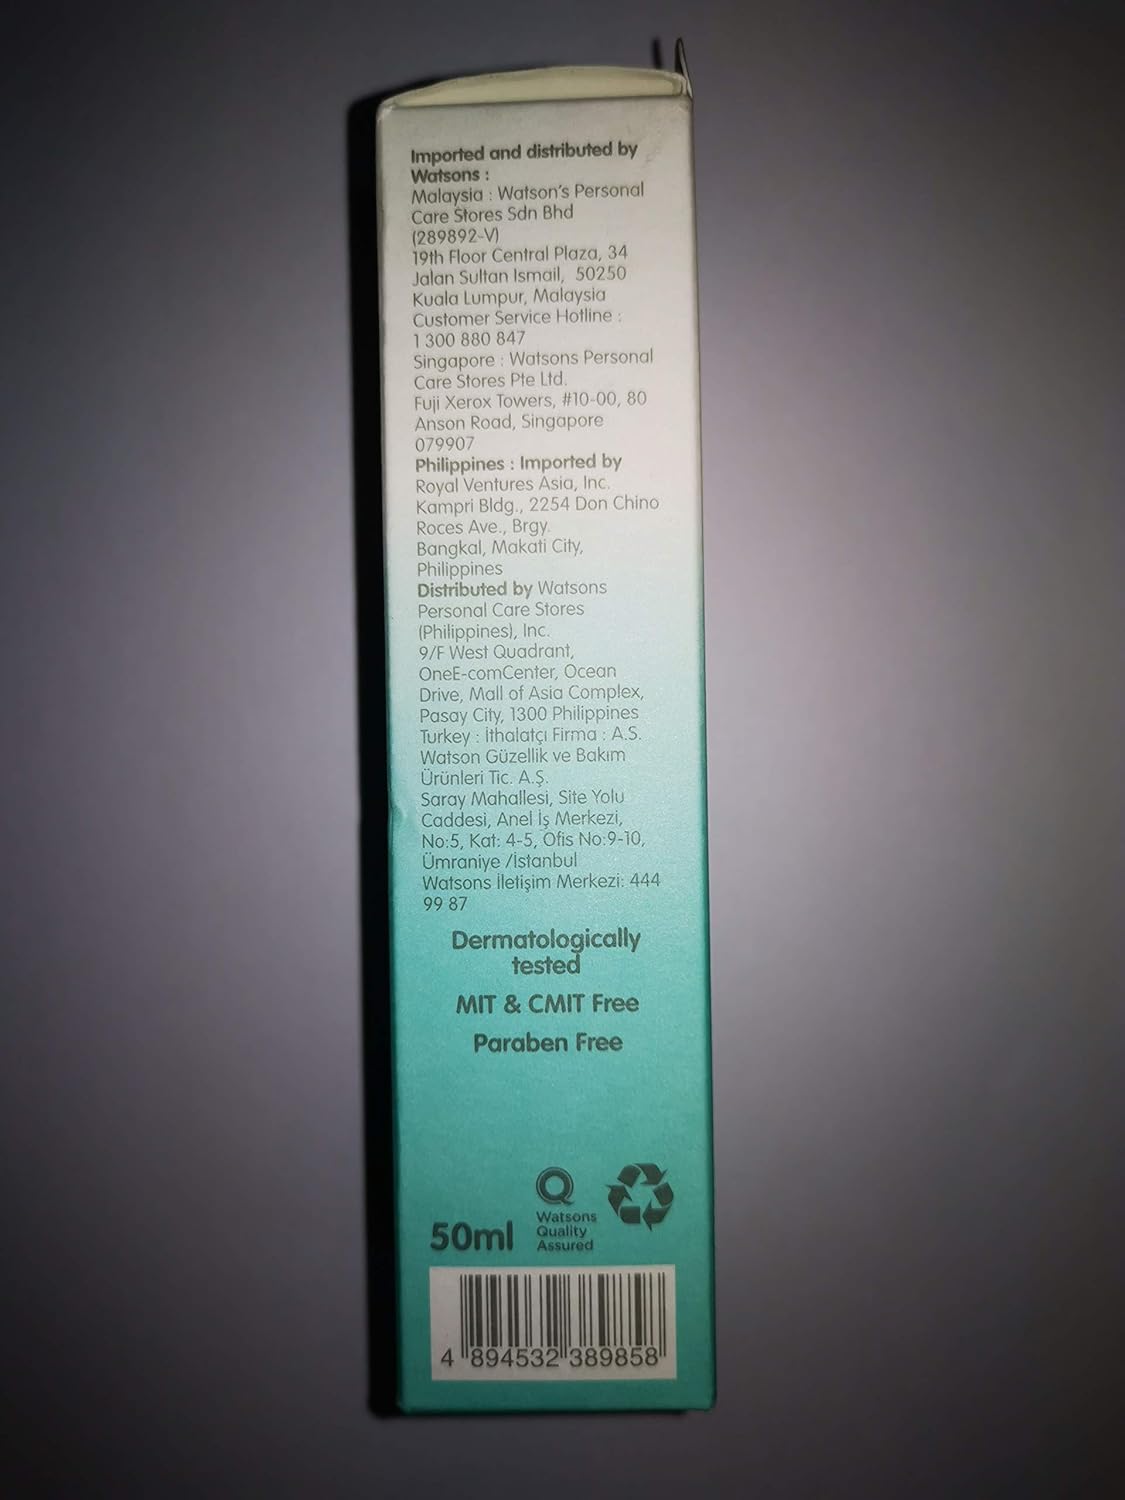 Imported and distributed by
Watsons :
Malaysia : Watson's Personal
Care Stores Sdn Bhd
(289892-V)
19th Floor Central Plaza, 34
Jalan Sultan Ismail, 50250
Kuala Lumpur, Malaysia
Customer Service Hotline :
1 300 880 847
Singapore : Watsons Personal
Care Stores Pte Ltd.
Fuji Xerox Towers, #10-00, 80
Anson Road, Singapore
079907
Philippines : Imported by
Royal Ventures Asia, Inc.
Kampri Bldg., 2254 Don Chino
Roces Ave., Brgy.
Bangkal, Makati City,
Philippines
Distributed by Watsons
Personal Care Stores
(Philippines), Inc.
9/F West Quadrant,
OneE-comCenter, Ocean
Drive, Mall of Asia Complex,
Pasay City, 1300 Philippines
Turkey : İthalatçı Firma : A.S.
Watson Güzellik ve Bakım
Ürünleri Tic. A.Ş.
Saray Mahallesi, Site Yolu
Caddesi, Anel İş Merkezi,
No:5, Kat: 4-5, Ofis No:9-10,
Ümraniye /İstanbul
Watsons İletişim Merkezi: 444
99 87
Dermatologically
tested
MIT & CMIT Free
Paraben Free
50ml
Q
Watsons
Quality
Assured
4 894532 389858